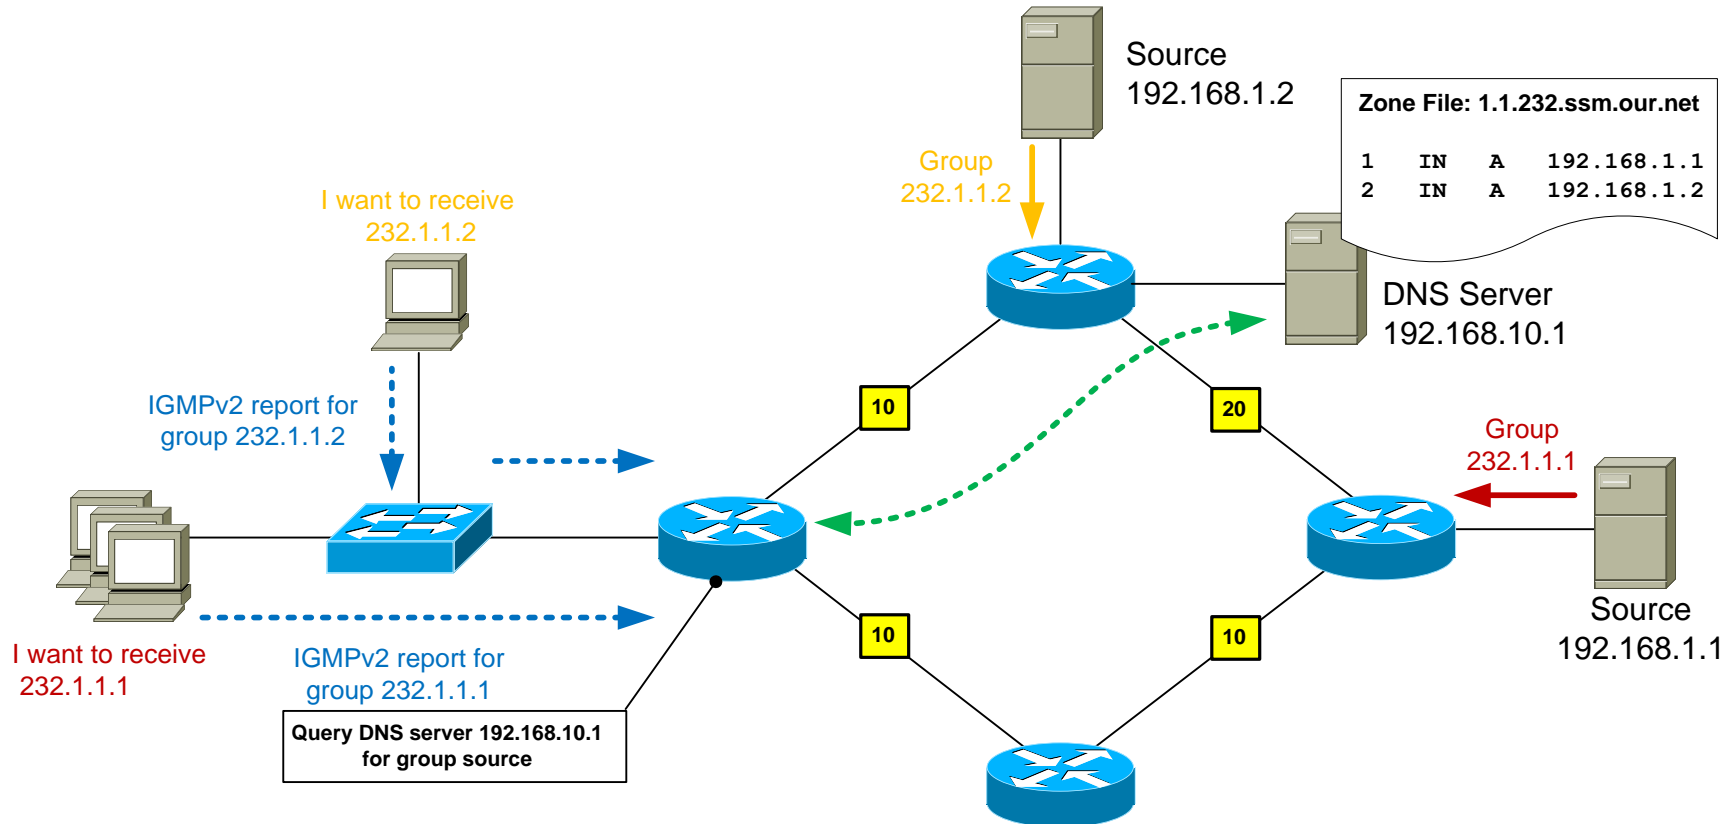 Source
192.168.1.2
Zone File: 1.1.232.ssm.our.net
1 IN A 192.168.1.1
2 IN A 192.168.1.2
Group
232.1.1.2
I want to receive
232.1.1.2
DNS Server
192.168.10.1
IGMPv2 report for
group 232.1.1.2
10
20
Group
232.1.1.1
Source
192.168.1.1
I want to receive
232.1.1.1
IGMPv2 report for
group 232.1.1.1
10
10
Query DNS server 192.168.10.1
for group source